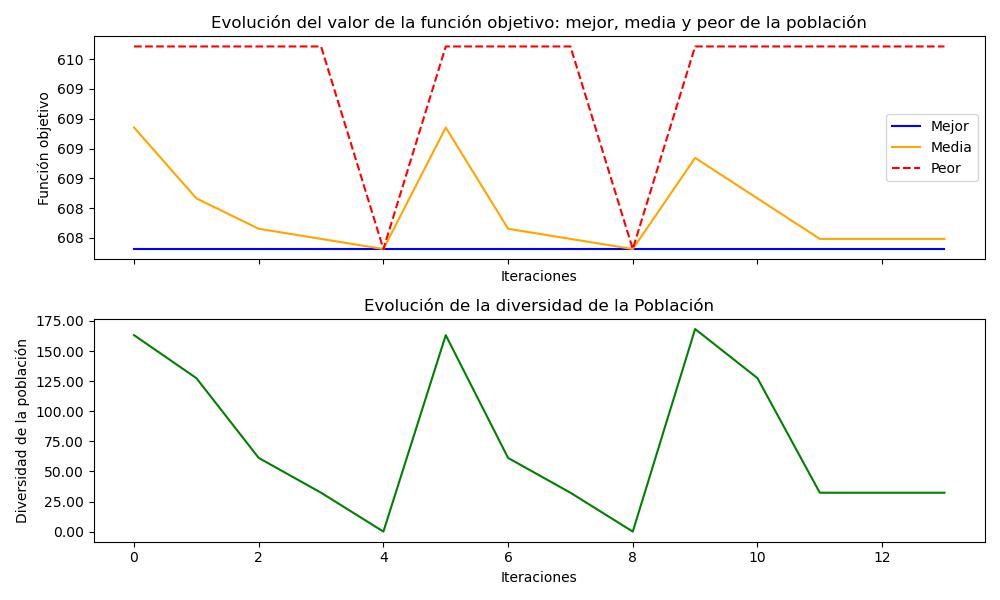 Evolución del valor de la función objetivo: mejor, media y peor de la población
Función objetivo
610
609
609
609
609
608
608
Mejor
Media
Peor
Iteraciones
Evolución de la diversidad de la Población
Diversidad de la población
175.00
150.00
125.00
100.00
75.00
50.00
25.00
0.00
0 2 4 6 8 10 12
Iteraciones